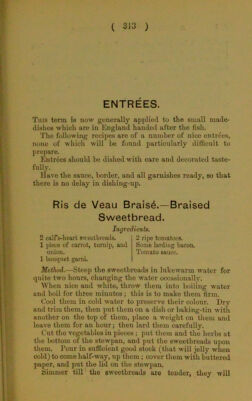 ( 313 )
ENTRÉES.
THIS term is now generally applied to the small made-
dishes which are in England handed after the fish.
The following recipes are of a number of nice entrées,
none of which will be found particularly difficult to
prepare.
Entrées should be dished with care and decorated taste-
fully.
Have the sauce, border, and all garnishes ready, so that
there is no delay in dishing-up.
Ris de Veau Braisé.—Braised
Sweetbread.
Ingredients.
2 calf's-heart sweetbreads.
1 piece of carrot, turnip, and
onion.
1 bouquet garni.
2 ripe tomatoes.
Some larding bacon.
Tomato sauce.
Method.—Steep the sweetbreads in lukewarm water for
quite two hours, changing the water occasionally.
When nice and white, throw them into boiling water
and boil for three minutes; this is to make them firm.
Cool them in cold water to preserve their colour. Dry
and trim them, then put them on a dish or baking-tin with
another on the top of them, place a weight on them and
leave them for an hour; then lard them carefully.
Cut the vegetables in pieces; put them and the herbs at
the bottom of the stewpan, and put the sweetbreads upon
them. Pour in sufficient good stock (that will jelly when
cold) to come half-way, up them; cover them with buttered
paper, and put the lid on the stewpan.
Simmer till the sweetbreads are tender, they will